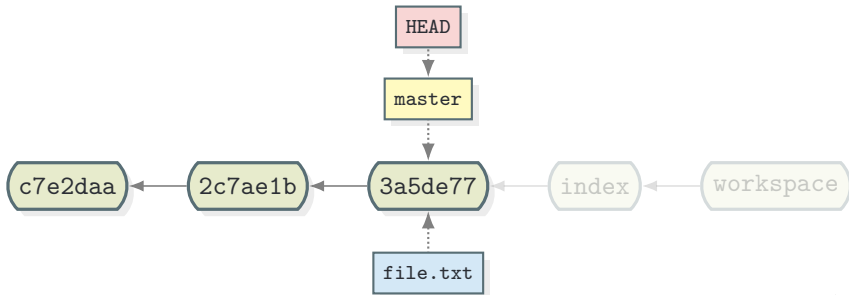 HEAD
master
c7e2daa
2c7ae1b
3a5de77
index
workspace
file.txt